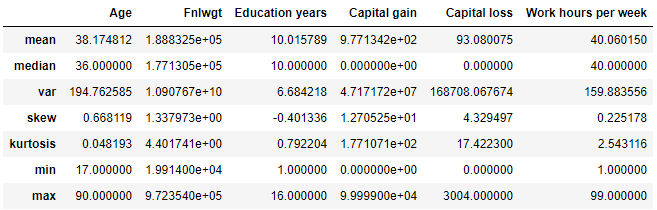 Age Fnlwgt Education years Capital gain Capital loss Work hours per week
mean 38.174812 1.888325e+05 10.015789 9.771342e+02 93.080075 40.060150
median 36.000000 1.771305e+05 10.000000 0.000000e+00 0.000000 40.000000
var 194.762585 1.090767e+10 6.684218 4.717172e+07 168708.067674 159.883556
skew 0.668119 1.337973e+00 -0.401336 1.270525e+01 4.329497 0.225178
kurtosis 0.048193 4.401741e+00 0.792204 1.771071e+02 17.422300 2.543116
min 17.000000 1.991400e+04 1.000000 0.000000e+00 0.000000 1.000000
max 90.000000 9.723540e+05 16.000000 9.999900e+04 3004.000000 99.000000